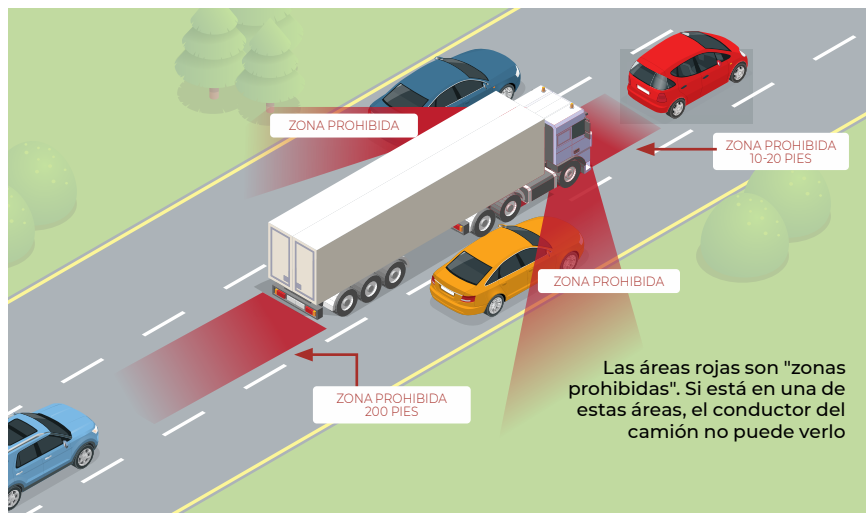 ZONA PROHIBIDA
ZONA PROHIBIDA
10-20 PIES
ZONA PROHIBIDA
ZONA PROHIBIDA
200 PIES
Las áreas rojas son "zonas
prohibidas". Si está en una de
estas áreas, el conductor del
camión no puede verlo